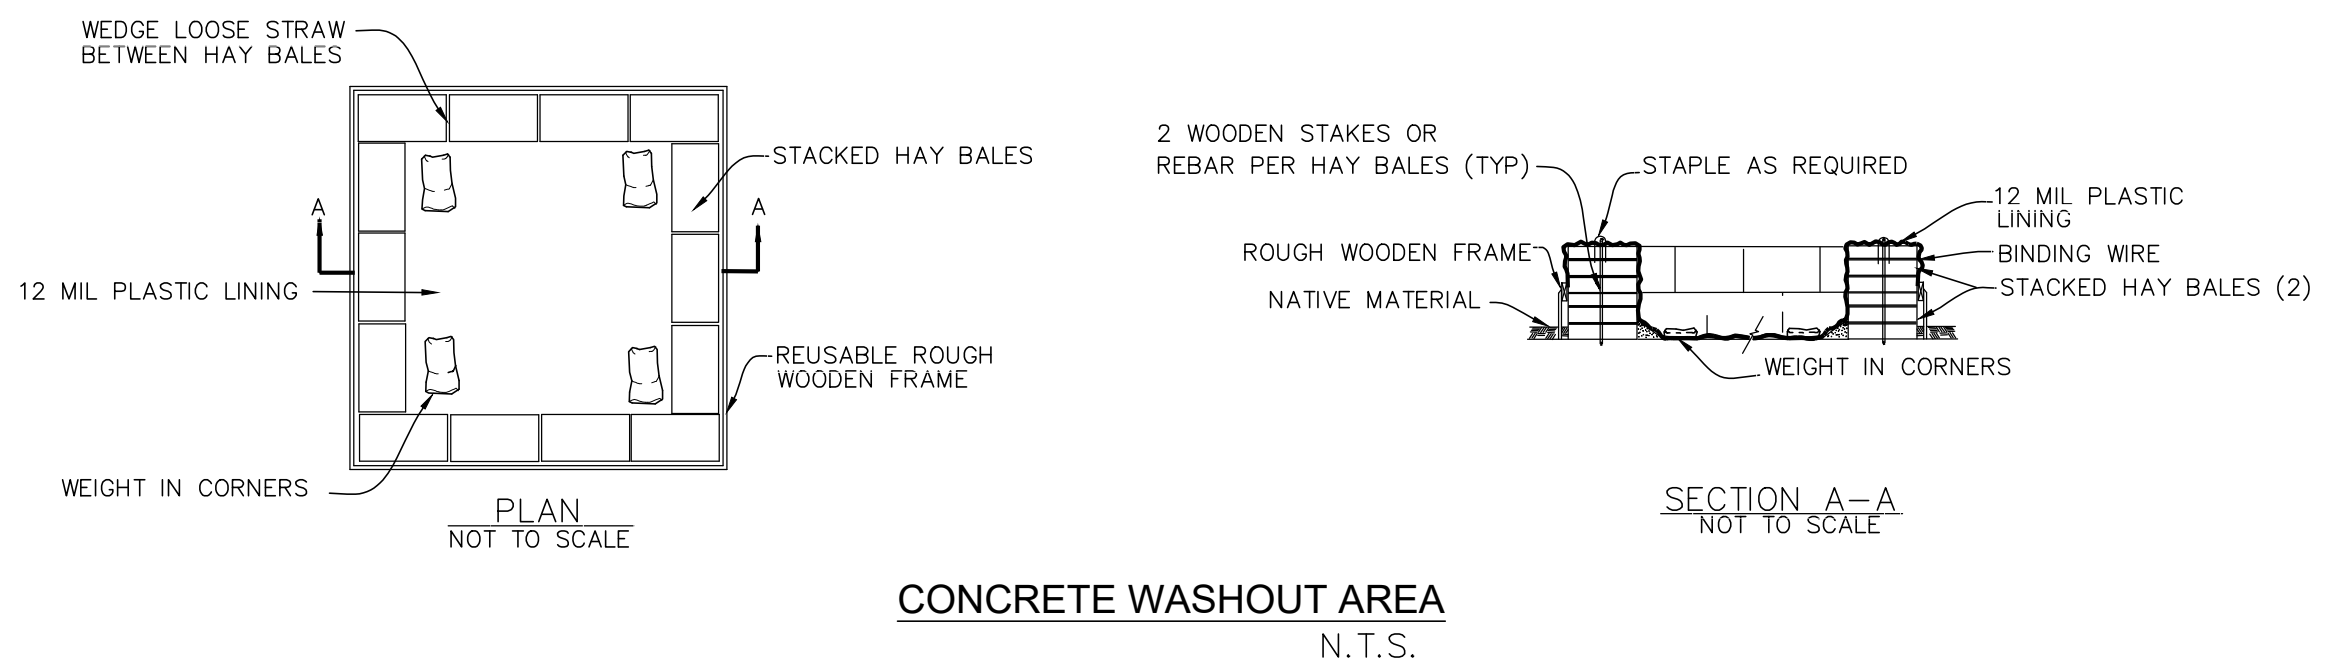 WEDGE LOOSE STRAW
BETWEEN HAY BALES
STACKED HAY BALES
A
A
12 MIL PLASTIC LINING
REUSABLE ROUGH
WOODEN FRAME
WEIGHT IN CORNERS
PLAN
NOT TO SCALE
2 WOODEN STAKES OR
REBAR PER HAY BALES (TYP)
STAPLE AS REQUIRED
12 MIL PLASTIC
LINING
ROUGH WOODEN FRAME
BINDING WIRE
NATIVE MATERIAL
STACKED HAY BALES (2)
WEIGHT IN CORNERS
SECTION A-A
NOT TO SCALE
CONCRETE WASHOUT AREA
N.T.S.